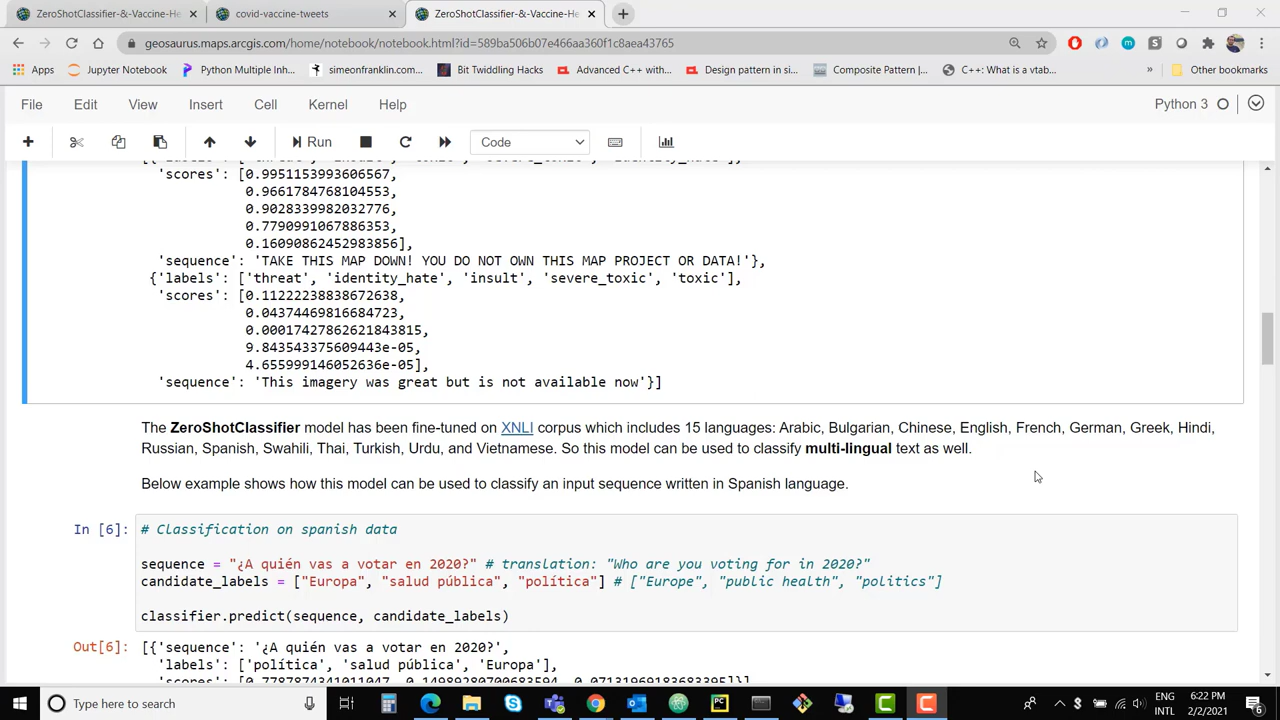 ZeroShotClassifier-&-Vaccine-He
covid-vaccine-tweets
ZeroShotClassifier-&-Vaccine-He
geosaurus.maps.arcgis.com/home/notebook/notebook.html?id=589ba506b07e466aa360f1c8aea43765
Apps
Jupyter Notebook
Python Multiple Inh...
simeonfranklin.com...
Bit Twiddling Hacks
Advanced C++ with...
Design pattern in si...
Composite Pattern |...
C++: What is a vtab...
»
Other bookmarks
File Edit View Insert Cell Kernel Help
Python 3
Run
Code
'scores': [0.9951153993606567,
0.9661784768104553,
0.9028339982032776,
0.7790991067886353,
0.16090862452983856],
'sequence': 'TAKE THIS MAP DOWN! YOU DO NOT OWN THIS MAP PROJECT OR DATA!'},
{'labels': ['threat', 'identity_hate', 'insult', 'severe_toxic', 'toxic'],
'scores': [0.11222238838672638,
0.04374469816684723,
0.00017427862621843815,
9.843543375609443e-05,
4.655999146052636e-05],
'sequence': 'This imagery was great but is not available now'}]
The ZeroShotClassifier model has been fine-tuned on XNLI corpus which includes 15 languages: Arabic, Bulgarian, Chinese, English, French, German, Greek, Hindi,
Russian, Spanish, Swahili, Thai, Turkish, Urdu, and Vietnamese. So this model can be used to classify multi-lingual text as well.
Below example shows how this model can be used to classify an input sequence written in Spanish language.
In [6]:
# Classification on spanish data
sequence = "¿A quién vas a votar en 2020?" # translation: "Who are you voting for in 2020?"
candidate_labels = ["Europa", "salud pública", "política"] # ["Europe", "public health", "politics"]
classifier.predict(sequence, candidate_labels)
Out[6]:
[{'sequence': '¿A quién vas a votar en 2020?',
'labels': ['política', 'salud pública', 'Europa'],
Type here to search
ENG
INTL
6:22 PM
2/2/2021
6